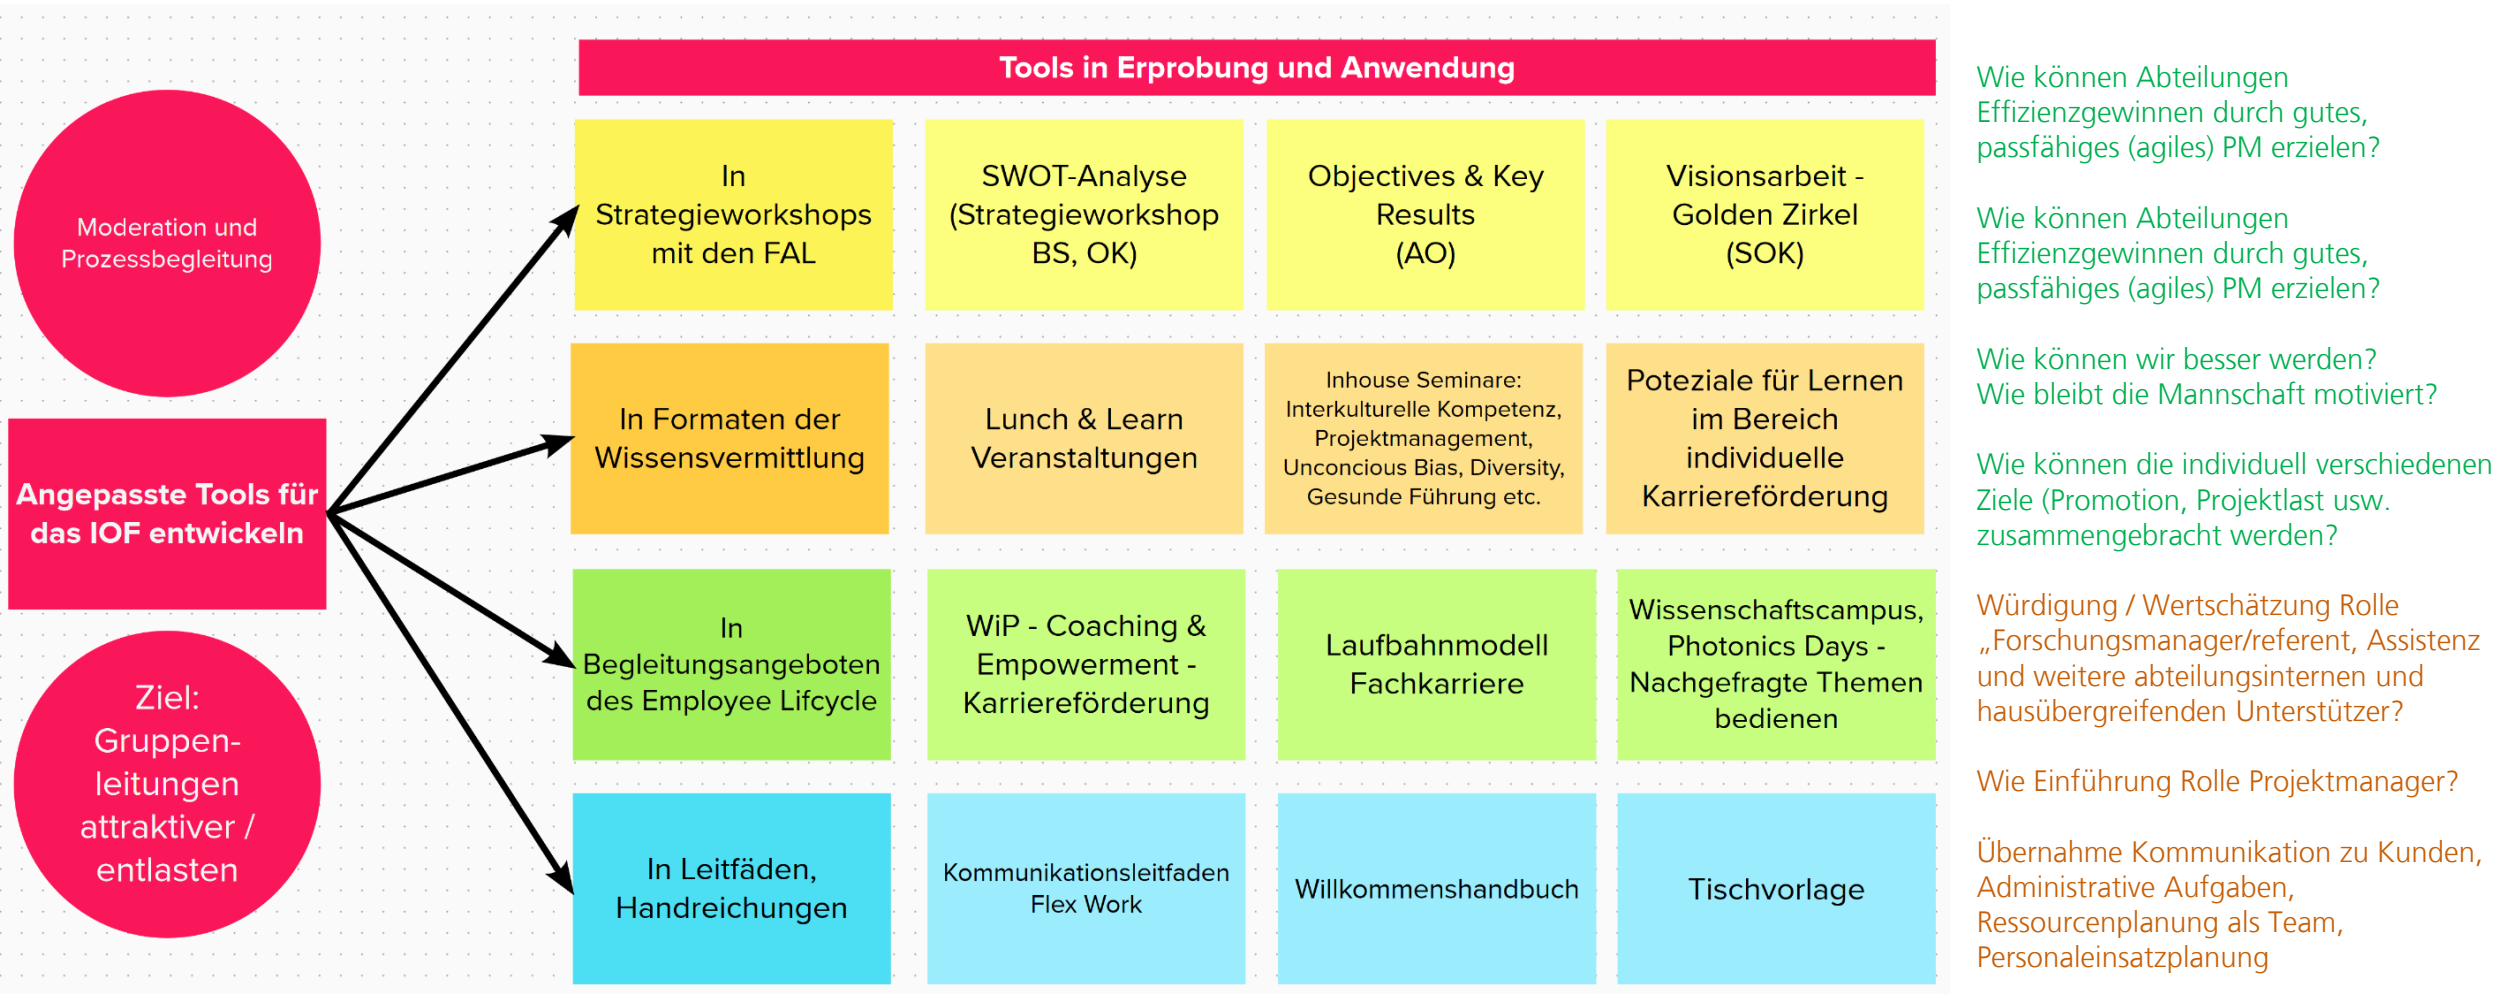 Tools in Erprobung und Anwendung
Moderation und
Prozessbegleitung
Angepasste Tools für
das IOF entwickeln
Ziel:
Gruppen-
leitungen
attraktiver /
entlasten
In
Strategieworkshops
mit den FAL
SWOT-Analyse
(Strategieworkshop
BS, OK)
Objectives & Key
Results
(AO)
Visionsarbeit -
Golden Zirkel
(SOK)
In Formaten der
Wissensvermittlung
Lunch & Learn
Veranstaltungen
Inhouse Seminare:
Interkulturelle Kompetenz,
Projektmanagement,
Unconcious Bias, Diversity,
Gesunde Führung etc.
Poteziale für Lernen
im Bereich
individuelle
Karriereförderung
In
Begleitungsangeboten
des Employee Lifcycle
WiP - Coaching &
Empowerment -
Karriereförderung
Laufbahnmodell
Fachkarriere
Wissenschaftscampus,
Photonics Days -
Nachgefragte Themen
bedienen
In Leitfäden,
Handreichungen
Kommunikationsleitfaden
Flex Work
Willkommenshandbuch
Tischvorlage
Wie können Abteilungen
Effizienzgewinnen durch gutes,
passfähiges (agiles) PM erzielen?
Wie können Abteilungen
Effizienzgewinnen durch gutes,
passfähiges (agiles) PM erzielen?
Wie können wir besser werden?
Wie bleibt die Mannschaft motiviert?
Wie können die individuell verschiedenen
Ziele (Promotion, Projektlast usw.
zusammengebracht werden?
Würdigung / Wertschätzung Rolle
„Forschungsmanager/referent, Assistenz
und weitere abteilungsinternen und
hausübergreifenden Unterstützer?
Wie Einführung Rolle Projektmanager?
Übernahme Kommunikation zu Kunden,
Administrative Aufgaben,
Ressourcenplanung als Team,
Personaleinsatzplanung